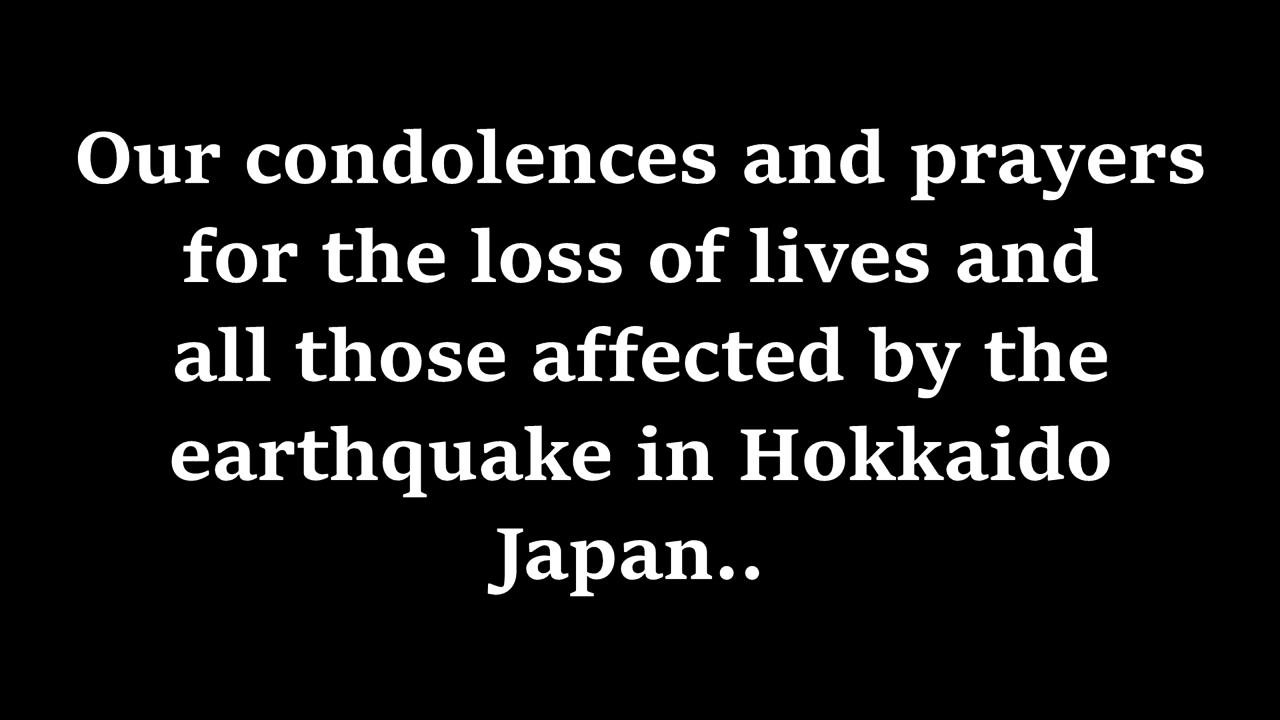 Our condolences and prayers
for the loss of lives and
all those affected by the
earthquake in Hokkaido
Japan..